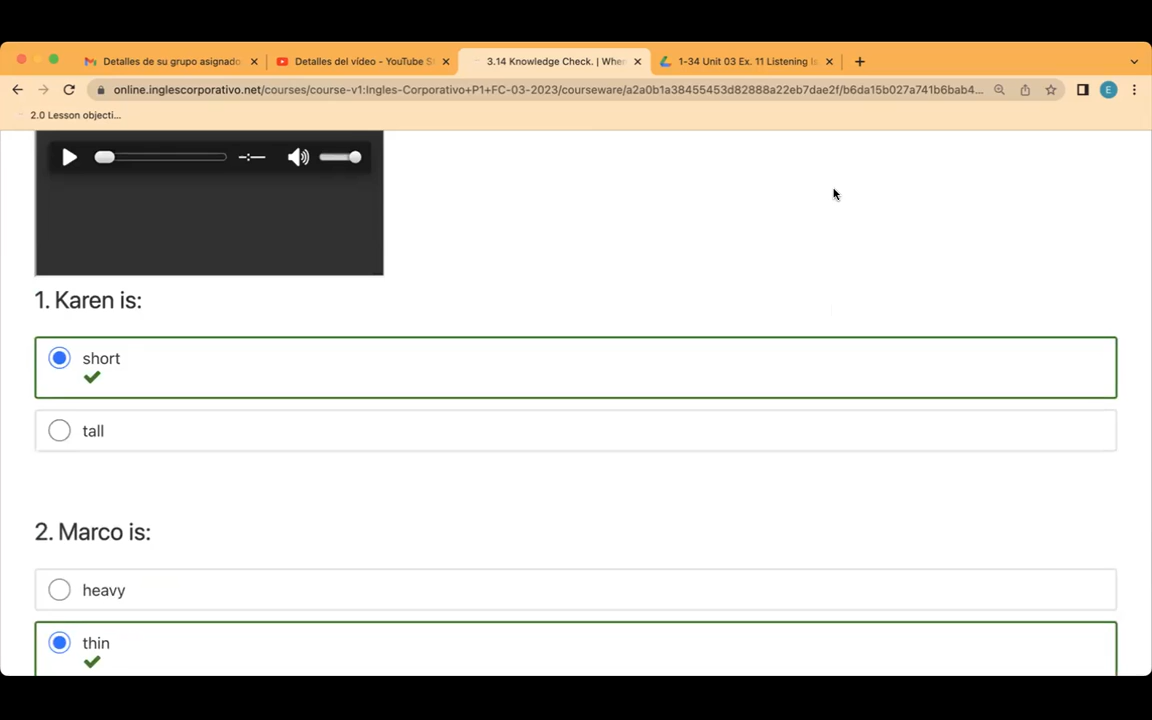 Detalles de su grupo asignado
Detalles del vídeo - YouTube S
3.14 Knowledge Check. | When
1-34 Unit 03 Ex. 11 Listening
online.inglescorporativo.net/courses/course-v1:Ingles-Corporativo+P1+FC-03-2023/courseware/a2a0b1a38455453d82888a22eb7dae2f/b6da15b027a741b6bab4...
E
2.0 Lesson objecti...
-:--
1. Karen is:
short
tall
2. Marco is:
heavy
thin